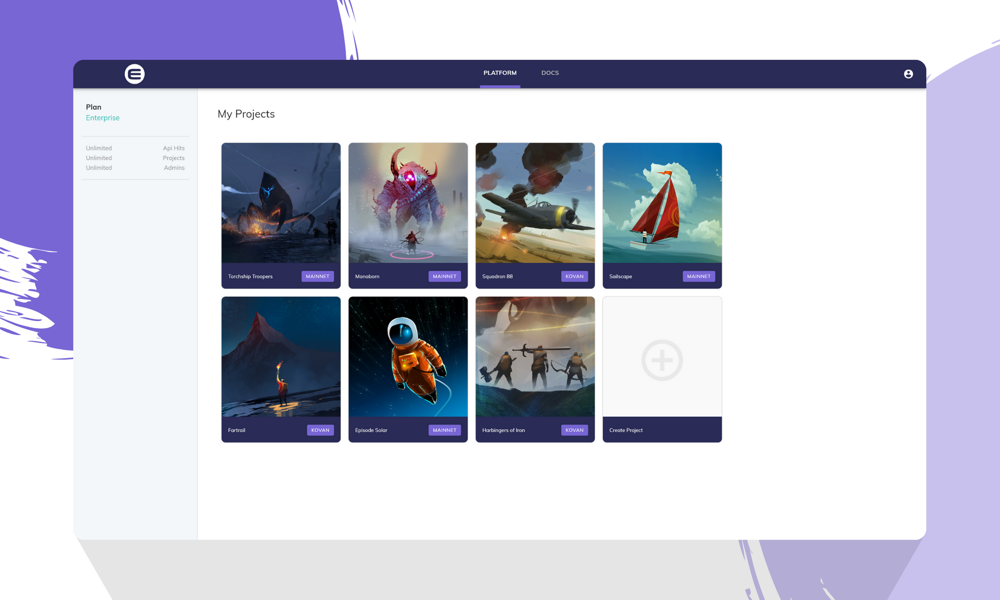 PLATFORM DOCS
Plan
Enterprise
Unlimited Api Hits
Unlimited Projects
Unlimited Admins
My Projects
Torchship Troopers MAINNET
Manaborn MAINNET
Squadron 88 KOVAN
Sailscape MAINNET
Fartrail KOVAN
Episode Solar MAINNET
Harbingers of Iron KOVAN
Create Project